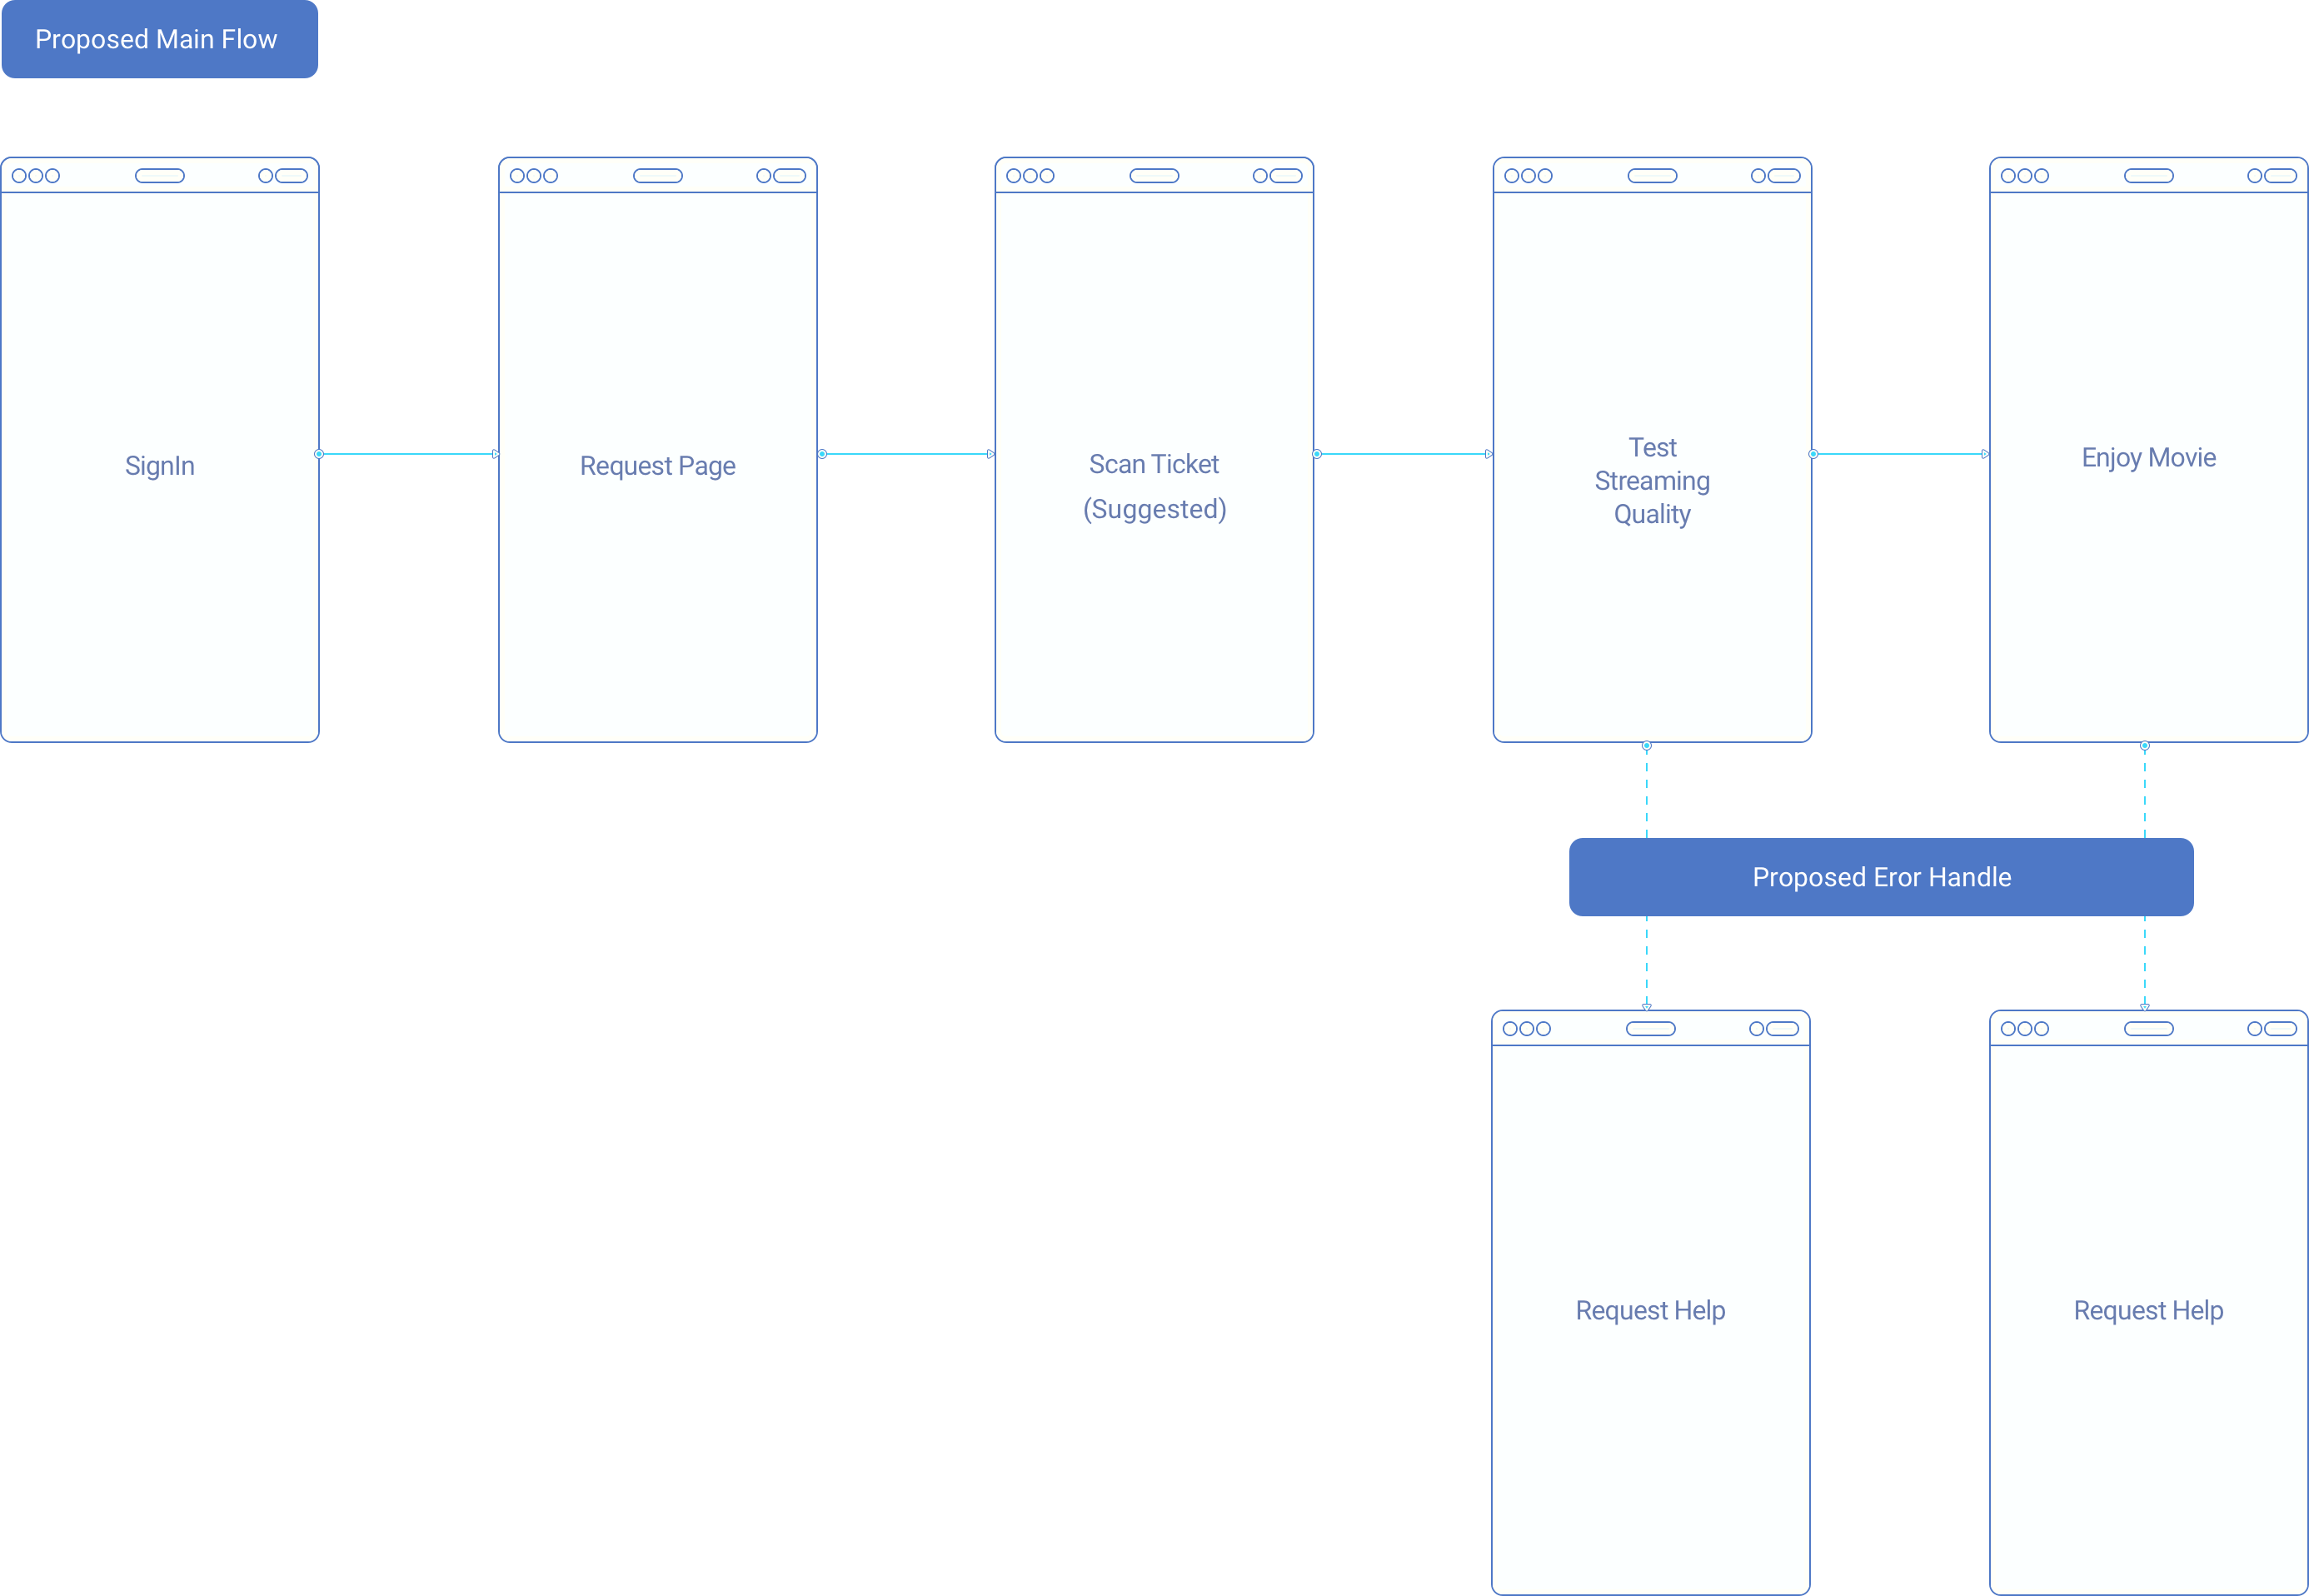 Proposed Main Flow
SignIn
Request Page
Scan Ticket
(Suggested)
Test
Streaming
Quality
Enjoy Movie
Proposed Eror Handle
Request Help
Request Help